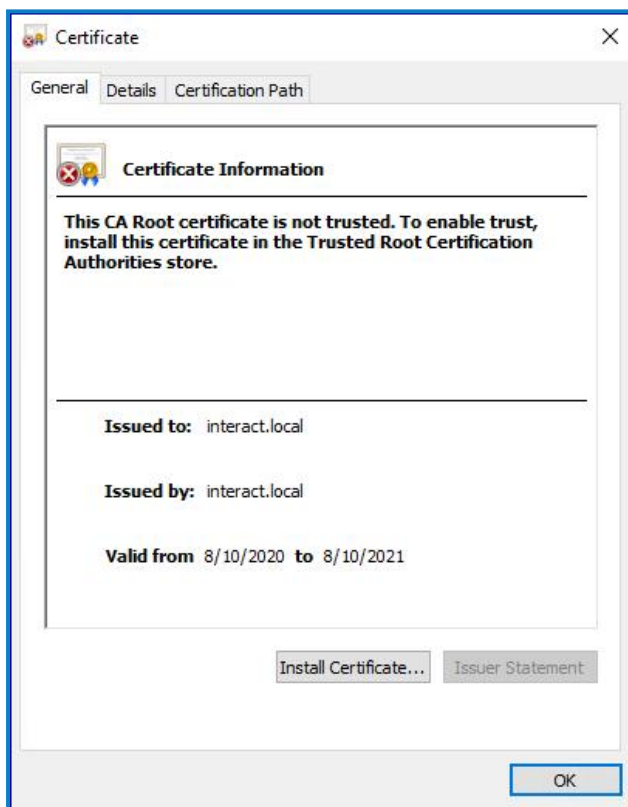 Certificate
General Details Certification Path
Certificate Information
This CA Root certificate is not trusted. To enable trust,
install this certificate in the Trusted Root Certification
Authorities store.
Issued to: interact.local
Issued by: interact.local
Valid from 8/10/2020 to 8/10/2021
Install Certificate... Issuer Statement
OK